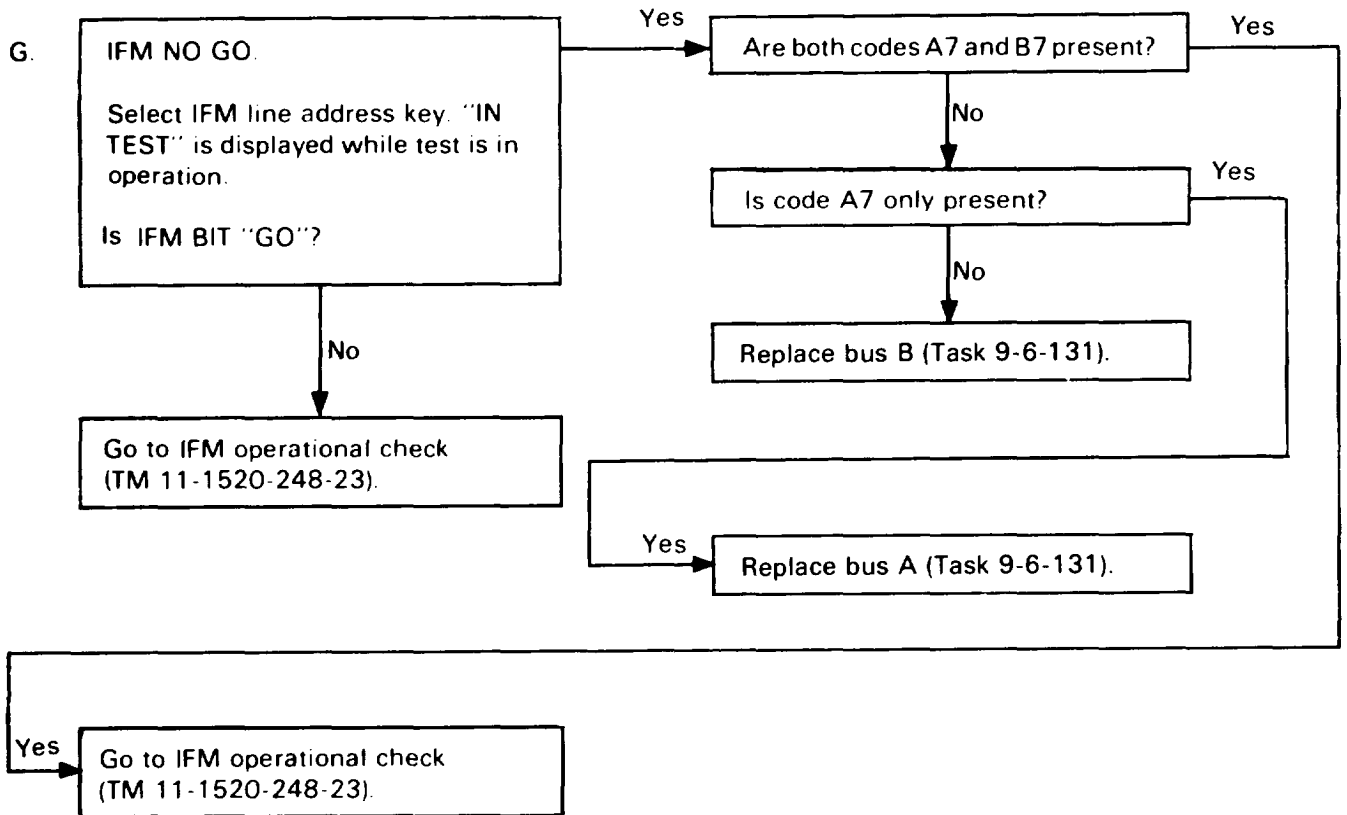 G.
IFM NO GO.
Select IFM line address key. "IN
TEST" is displayed while test is in
operation.
Is IFM BIT "GO"?
Yes
Are both codes A7 and B7 present?
Yes
No
Is code A7 only present?
Yes
No
Replace bus B (Task 9-6-131).
No
Go to IFM operational check
(TM 11-1520-248-23).
Yes
Replace bus A (Task 9-6-131).
Yes
Go to IFM operational check
(TM 11-1520-248-23).